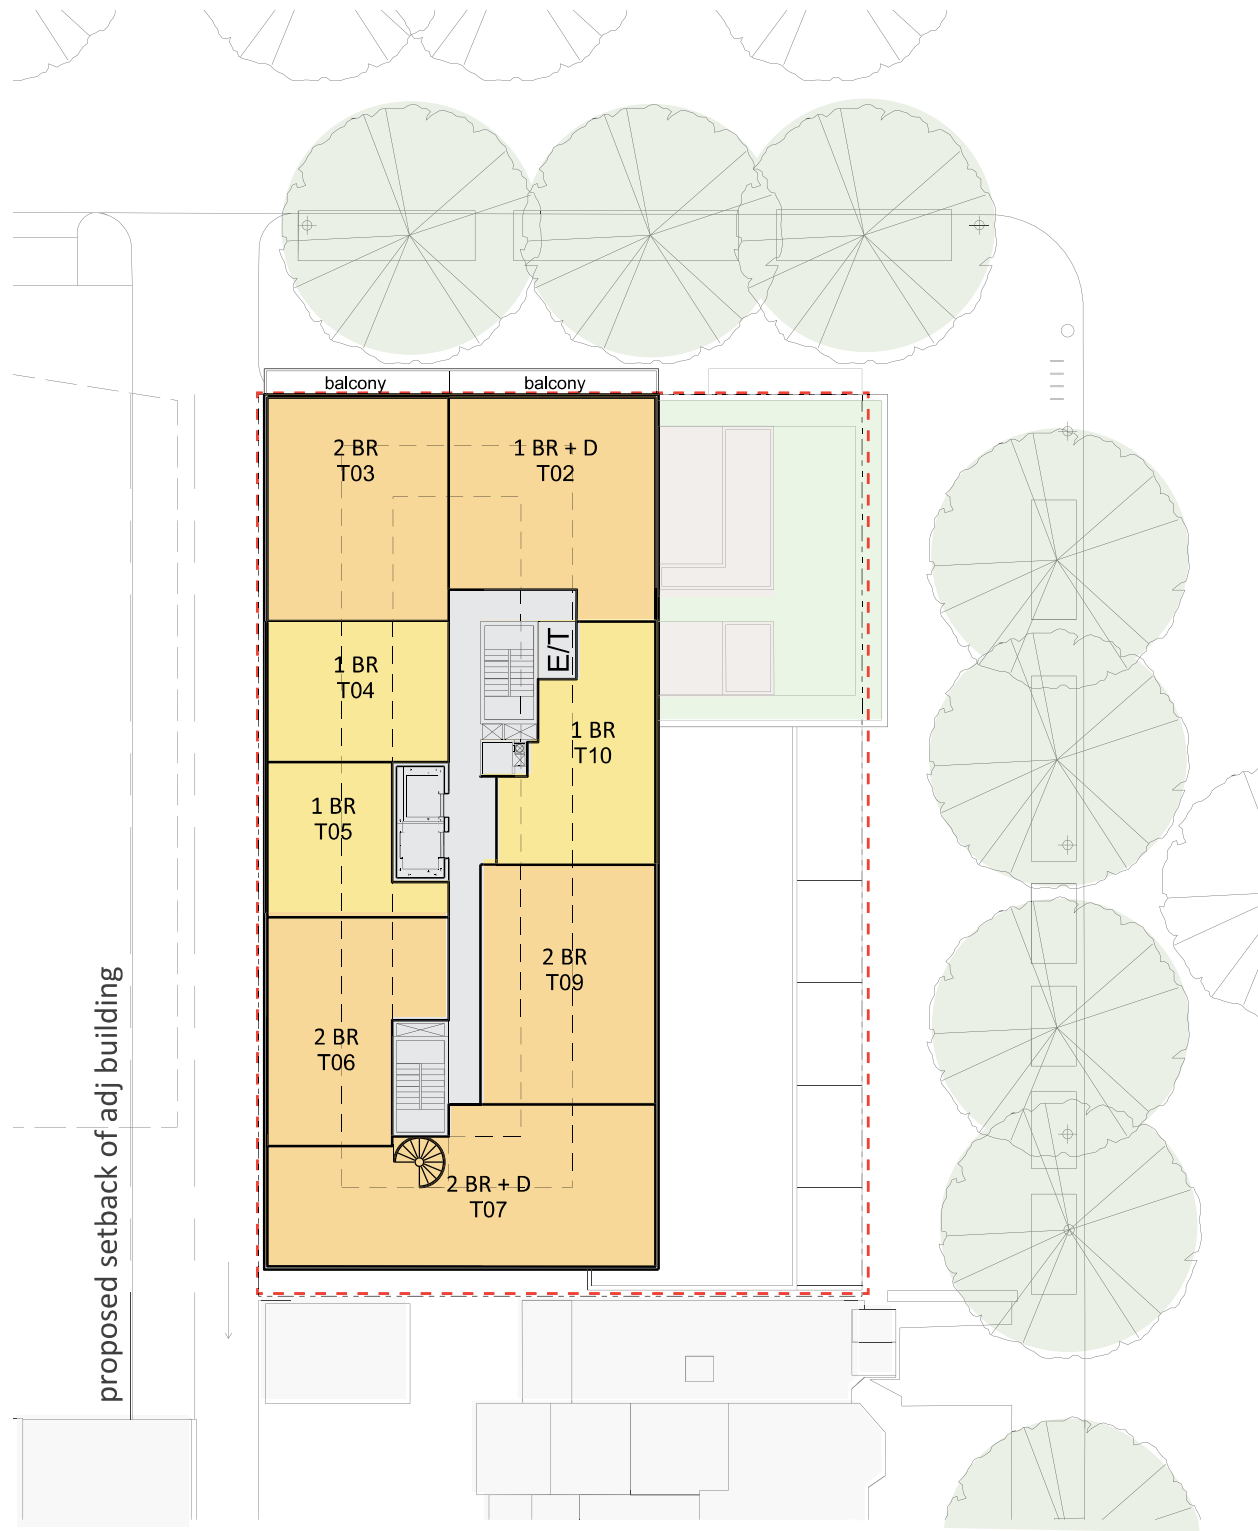 balcony
balcony
2 BR
T03
1 BR + D
T02
1 BR
T04
E/T
1 BR
T10
1 BR
T05
2 BR
T09
2 BR
T06
2 BR + D
T07
proposed setback of adj building